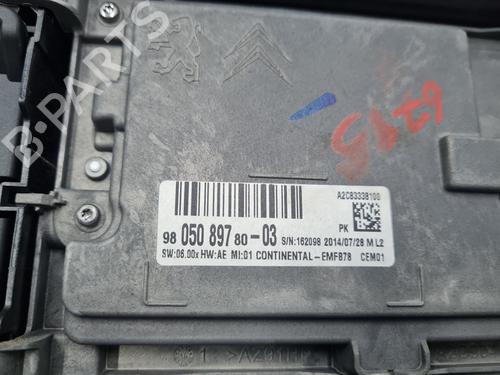 B-PARTS
6715
A2C83338100
98 050 897 80-03
PK
S/N:162098 2014/07/28 M L2
SW:06.00x HW:AE MI:01 CONTINENTAL-EMFB78 CEM01